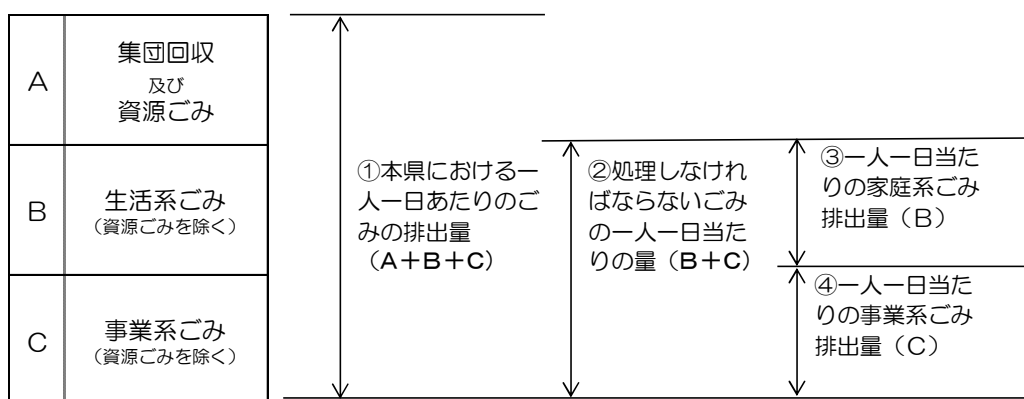 A
集団回収
及び
資源ごみ
B
生活系ごみ
(資源ごみを除く)
C
事業系ごみ
(資源ごみを除く)
①本県における一
人一日あたりのご
みの排出量
(A+B+C)
②処理しなけれ
ばならないごみ
の一人一日当た
りの量(B+C)
③一人一日当た
りの家庭系ごみ
排出量(B)
④一人一日当た
りの事業系ごみ
排出量(C)